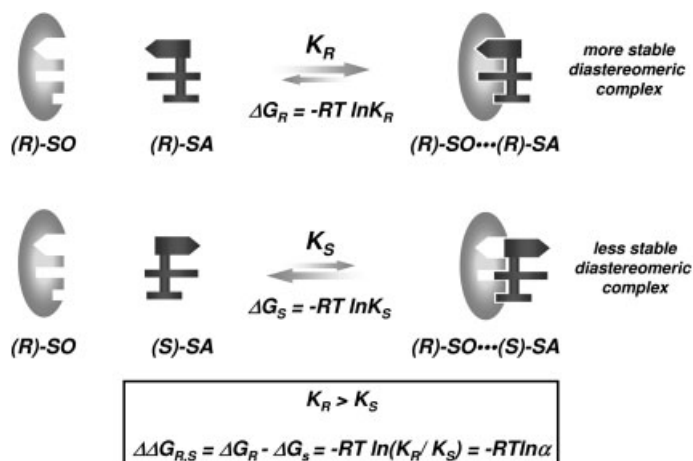 K_R
more stable
diastereomeric
complex
ΔG_R = -RT lnK_R
(R)-SO (R)-SA (R)-SO•••(R)-SA
K_S
less stable
diastereomeric
complex
ΔG_S = -RT lnK_S
(R)-SO (S)-SA (R)-SO•••(S)-SA
K_R > K_S
ΔΔG_{R,S} = ΔG_R - ΔG_s = -RT ln(K_R/ K_S) = -RTlnα